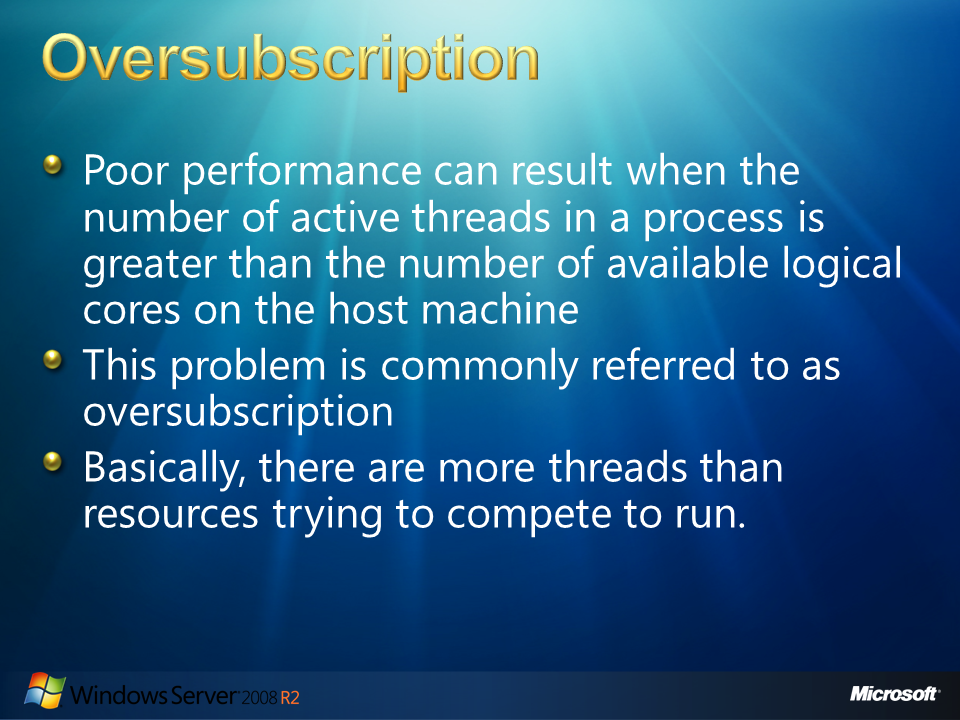 Oversubscription
Poor performance can result when the
number of active threads in a process is
greater than the number of available logical
cores on the host machine
This problem is commonly referred to as
oversubscription
Basically, there are more threads than
resources trying to compete to run.
Windows Server 2008 R2
Microsoft